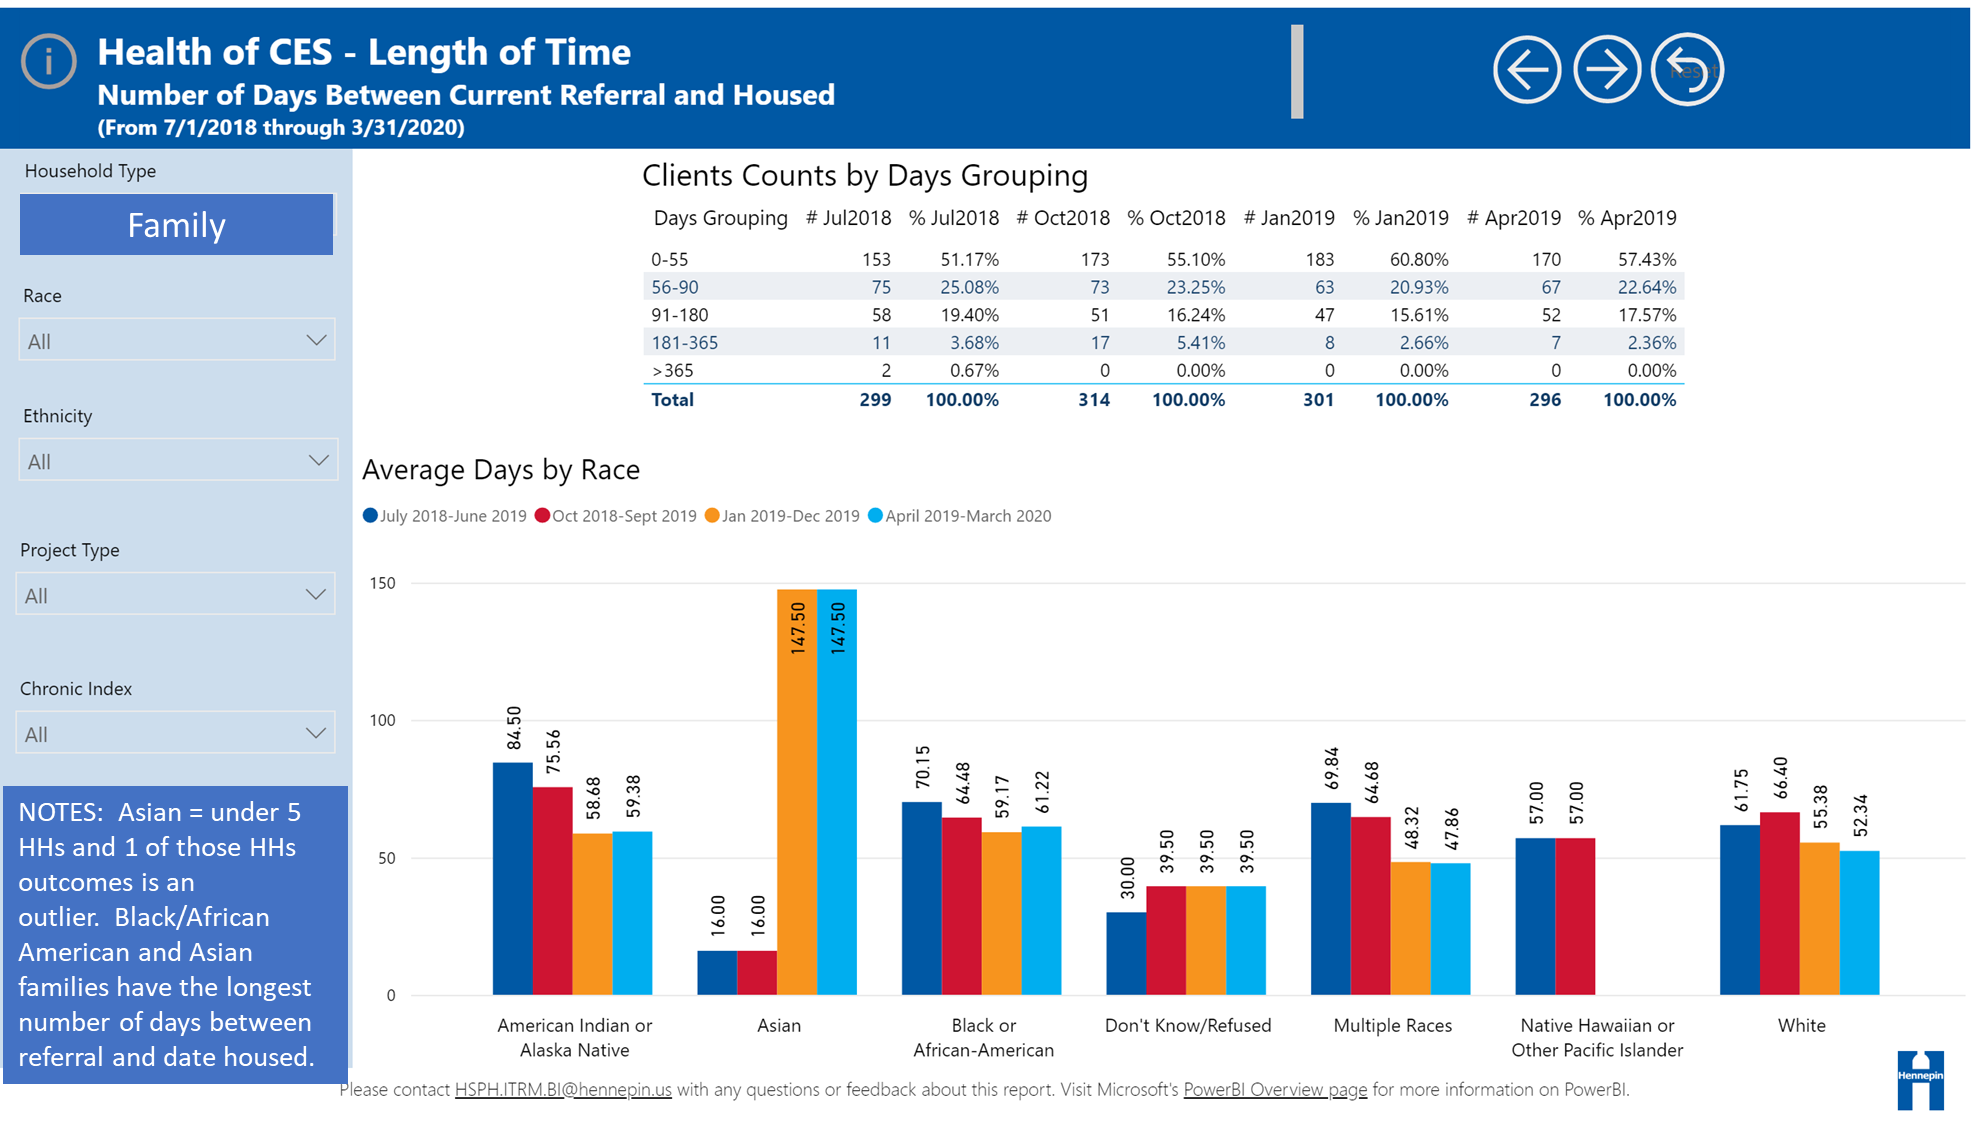 Health of CES - Length of Time
Number of Days Between Current Referral and Housed
(From 7/1/2018 through 3/31/2020)
Reset
Household Type
Family
Race
All
Ethnicity
All
Project Type
All
Chronic Index
All
NOTES: Asian = under 5
HHs and 1 of those HHs
outcomes is an
outlier. Black/African
American and Asian
families have the longest
number of days between
referral and date housed.
Clients Counts by Days Grouping
Days Grouping # Jul2018 % Jul2018 # Oct2018 % Oct2018 # Jan2019 % Jan2019 # Apr2019 % Apr2019
0-55 153 51.17% 173 55.10% 183 60.80% 170 57.43%
56-90 75 25.08% 73 23.25% 63 20.93% 67 22.64%
91-180 58 19.40% 51 16.24% 47 15.61% 52 17.57%
181-365 11 3.68% 17 5.41% 8 2.66% 7 2.36%
>365 2 0.67% 0 0.00% 0 0.00% 0 0.00%
Total 299 100.00% 314 100.00% 301 100.00% 296 100.00%
Average Days by Race
July 2018-June 2019 Oct 2018-Sept 2019 Jan 2019-Dec 2019 April 2019-March 2020
150
100
50
0
84.50 75.56 58.68 59.38
16.00 16.00 147.50 147.50
70.15 64.48 59.17 61.22
30.00 39.50 39.50 39.50
69.84 64.68 48.32 47.86
57.00 57.00
61.75 66.40 55.38 52.34
American Indian or
Alaska Native
Asian
Black or
African-American
Don't Know/Refused
Multiple Races
Native Hawaiian or
Other Pacific Islander
White
Please contact HSPH.ITRM.BI@hennepin.us with any questions or feedback about this report. Visit Microsoft's PowerBI Overview page for more information on PowerBI.
Hennepin